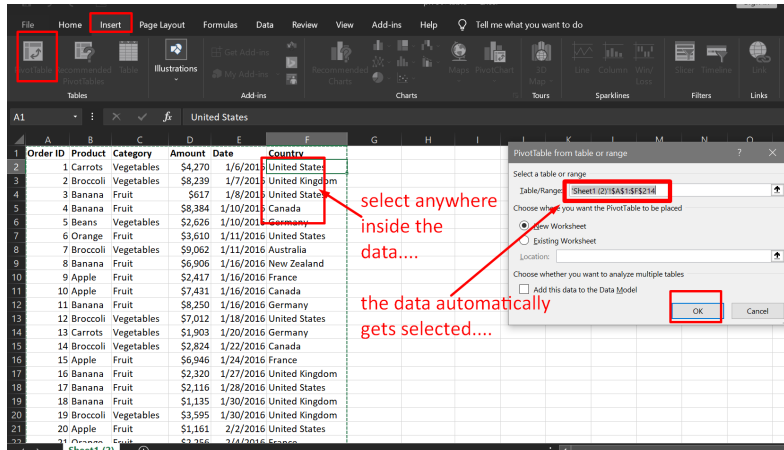 File Home Insert Page Layout Formulas Data Review View Add-ins Help Tell me what you want to do
PivotTable Recommended PivotTables Table Illustrations Get Add-ins My Add-ins Recommended Charts Maps PivotChart 3D Map Line Column Win/Loss Slicer Timeline Link
Tables Add-ins Charts Tours Sparklines Filters Links
A1 fx United States
A B C D E F G H I J K L M N O
1 Order ID Product Category Amount Date Country
2 1 Carrots Vegetables $4,270 1/6/2016 United States
3 2 Broccoli Vegetables $8,239 1/7/2016 United Kingdom
4 3 Banana Fruit $617 1/8/2016 United States
5 4 Banana Fruit $8,384 1/10/2016 Canada
6 5 Beans Vegetables $2,626 1/10/2016 Germany
7 6 Orange Fruit $3,610 1/11/2016 United States
8 7 Broccoli Vegetables $9,062 1/11/2016 Australia
9 8 Banana Fruit $6,906 1/16/2016 New Zealand
10 9 Apple Fruit $2,417 1/16/2016 France
11 10 Apple Fruit $7,431 1/16/2016 Canada
12 11 Banana Fruit $8,250 1/16/2016 Germany
13 12 Broccoli Vegetables $7,012 1/18/2016 United States
14 13 Carrots Vegetables $1,903 1/20/2016 Germany
15 14 Broccoli Vegetables $2,824 1/22/2016 Canada
16 15 Apple Fruit $6,946 1/24/2016 France
17 16 Banana Fruit $2,320 1/27/2016 United Kingdom
18 17 Banana Fruit $2,116 1/28/2016 United States
19 18 Banana Fruit $1,135 1/30/2016 United Kingdom
20 19 Broccoli Vegetables $3,595 1/30/2016 United Kingdom
21 20 Apple Fruit $1,161 2/2/2016 United States
22 21 Orange Fruit $2,256 2/4/2016 France
Sheet1 (2)
select anywhere
inside the
data....
the data automatically
gets selected....
PivotTable from table or range ? ×
Select a table or range
Table/Range: 'Sheet1 (2)'!$A$1:$F$214
Choose where you want the PivotTable to be placed
New Worksheet
Existing Worksheet
Location:
Choose whether you want to analyze multiple tables
Add this data to the Data Model
OK Cancel